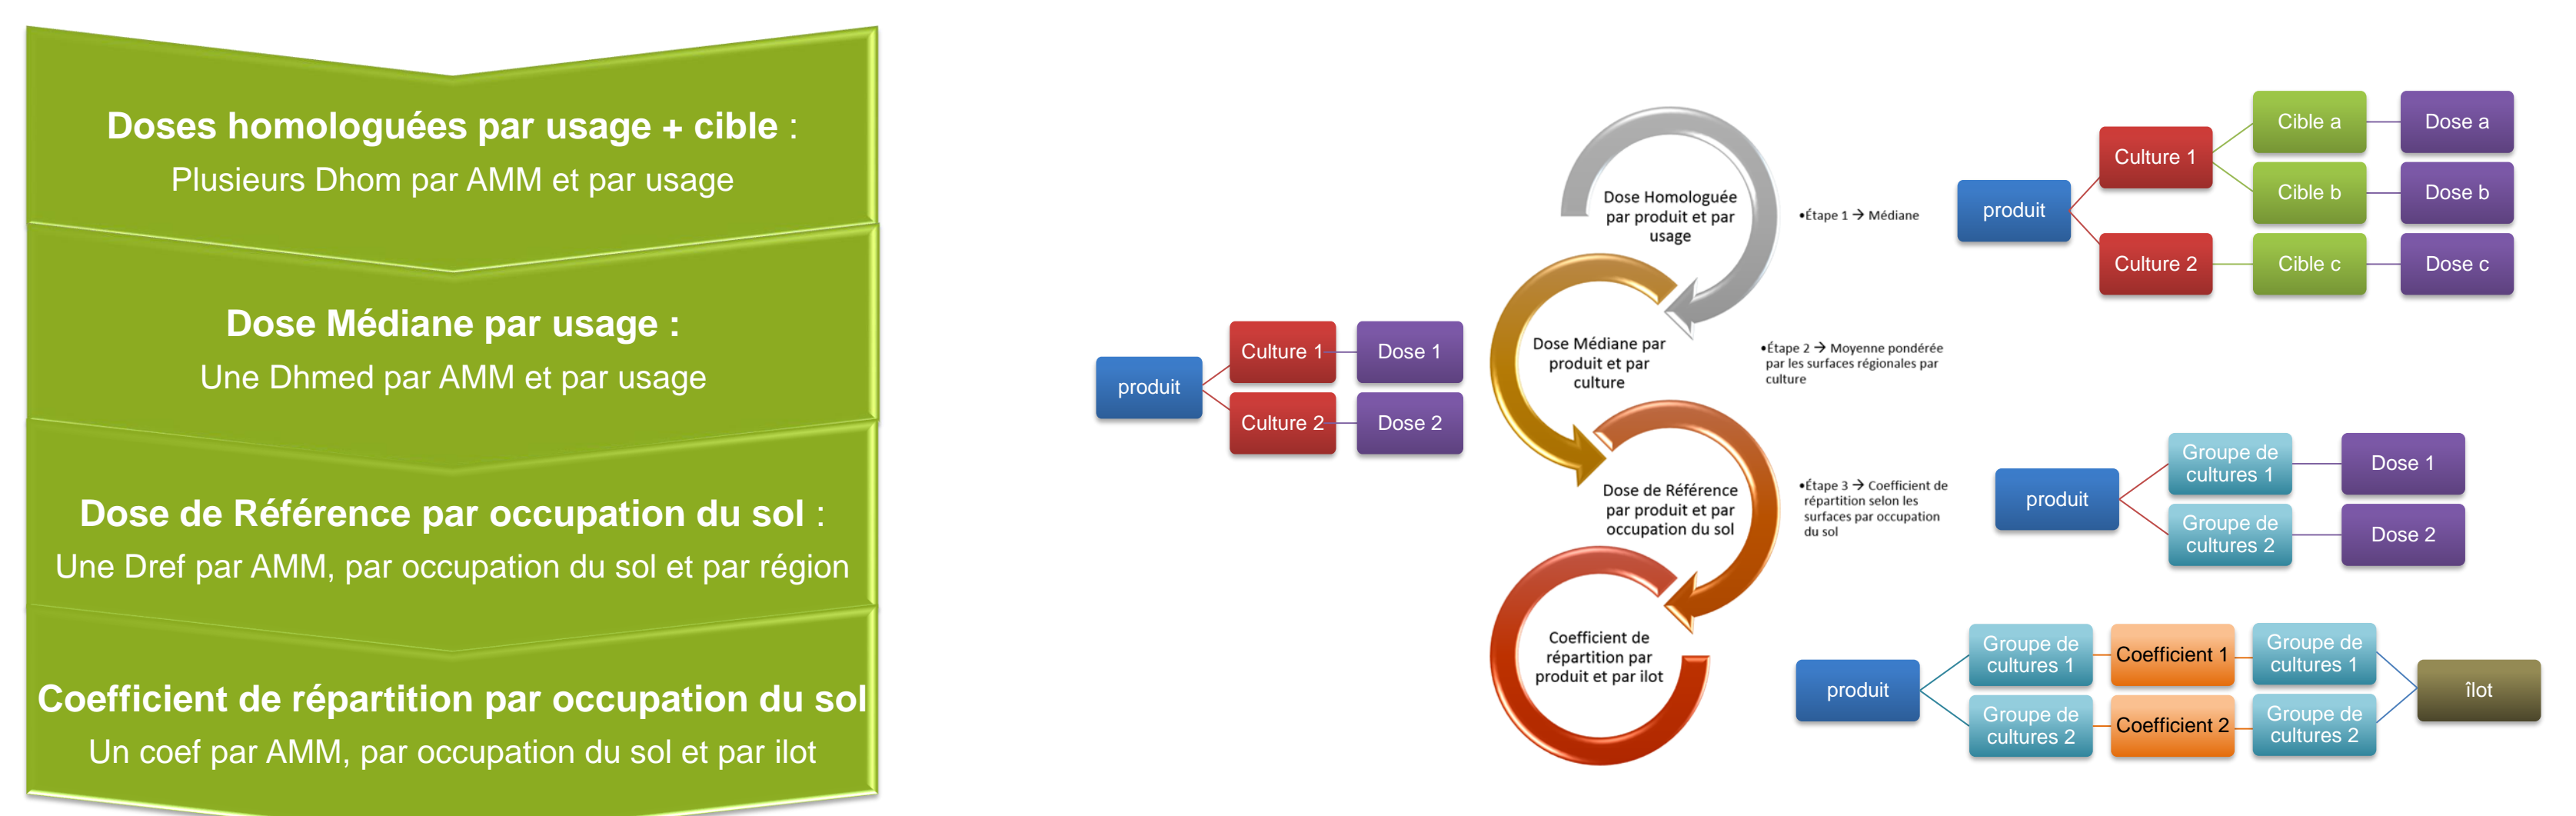 Doses homologuées par usage + cible :
Plusieurs Dhom par AMM et par usage
Dose Médiane par usage :
Une Dhmed par AMM et par usage
Dose de Référence par occupation du sol :
Une Dref par AMM, par occupation du sol et par région
Coefficient de répartition par occupation du sol
Un coef par AMM, par occupation du sol et par ilot
produit
Culture 1
Dose 1
Culture 2
Dose 2
Dose Homologuée
par produit et par
usage
•Étape 1 → Médiane
Dose Médiane par
produit et par
culture
•Étape 2 → Moyenne pondérée
par les surfaces régionales par
culture
Dose de Référence
par produit et par
occupation du sol
•Étape 3 → Coefficient de
répartition selon les
surfaces par occupation
du sol
Coefficient de
répartition par
produit et par ilot
produit
Culture 1
Cible a
Dose a
Cible b
Dose b
Culture 2
Cible c
Dose c
produit
Groupe de
cultures 1
Dose 1
Groupe de
cultures 2
Dose 2
produit
Groupe de
cultures 1
Coefficient 1
Groupe de
cultures 1
Groupe de
cultures 2
Coefficient 2
Groupe de
cultures 2
îlot